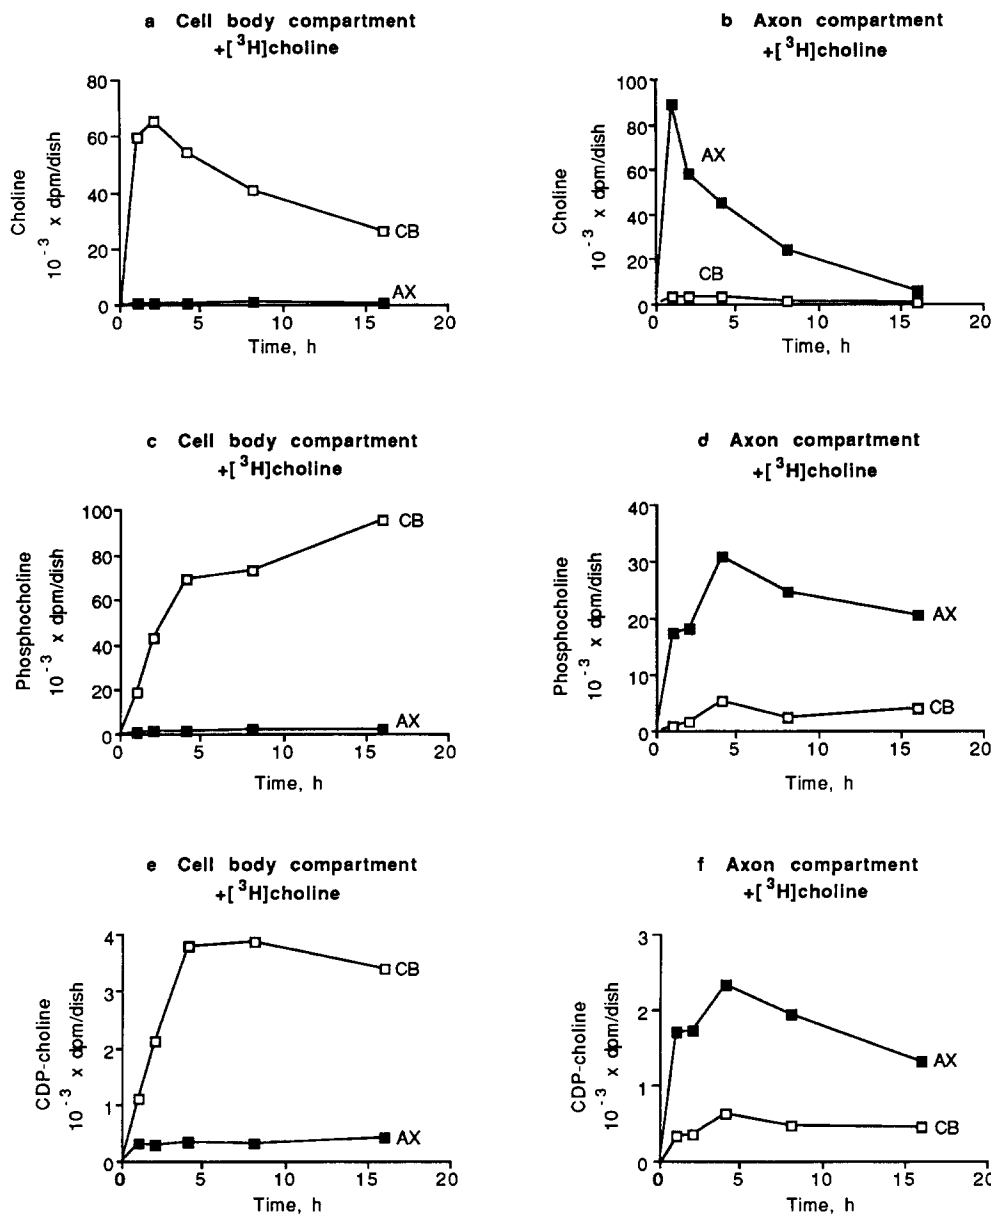 a Cell body compartment
+[³H]choline
80
60
40
20
0
Choline
10⁻³ x dpm/dish
CB
AX
0 5 10 15 20
Time, h
b Axon compartment
+[³H]choline
100
80
60
40
20
0
Choline
10⁻³ x dpm/dish
AX
CB
0 5 10 15 20
Time, h
c Cell body compartment
+[³H]choline
100
80
60
40
20
0
Phosphocholine
10⁻³ x dpm/dish
CB
AX
0 5 10 15 20
Time, h
d Axon compartment
+[³H]choline
40
30
20
10
0
Phosphocholine
10⁻³ x dpm/dish
AX
CB
0 5 10 15 20
Time, h
e Cell body compartment
+[³H]choline
4
3
2
1
0
CDP-choline
10⁻³ x dpm/dish
CB
AX
0 5 10 15 20
Time, h
f Axon compartment
+[³H]choline
3
2
1
0
CDP-choline
10⁻³ x dpm/dish
AX
CB
0 5 10 15 20
Time, h